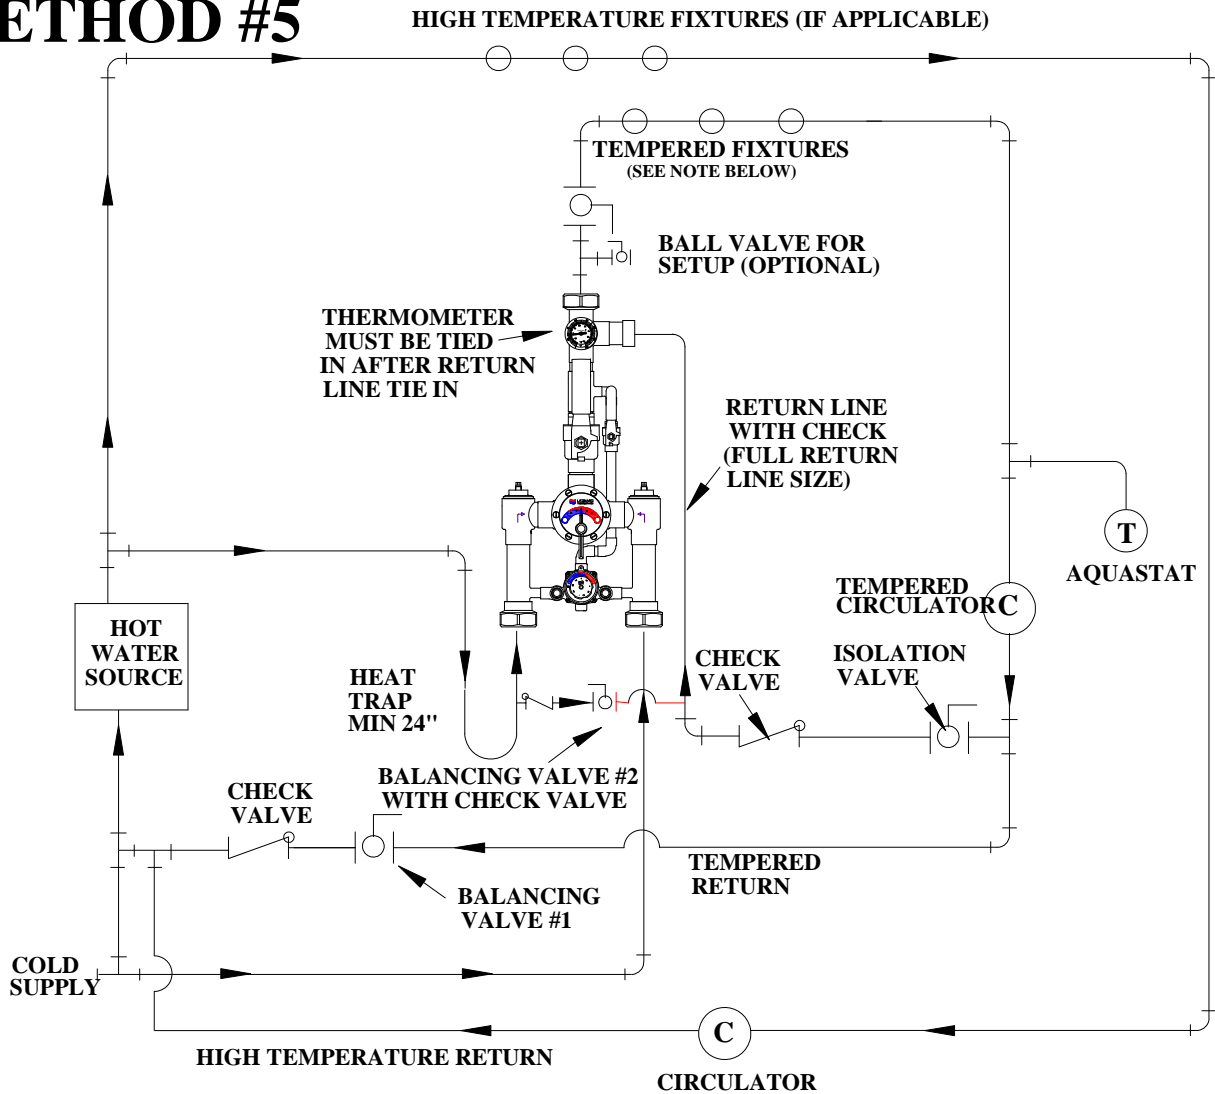 ETHOD #5
HIGH TEMPERATURE FIXTURES (IF APPLICABLE)
TEMPERED FIXTURES
(SEE NOTE BELOW)
BALL VALVE FOR
SETUP (OPTIONAL)
THERMOMETER
MUST BE TIED
IN AFTER RETURN
LINE TIE IN
RETURN LINE
WITH CHECK
(FULL RETURN
LINE SIZE)
T
AQUASTAT
TEMPERED
CIRCULATOR
C
HOT
WATER
SOURCE
HEAT
TRAP
MIN 24"
CHECK
VALVE
ISOLATION
VALVE
BALANCING VALVE #2
WITH CHECK VALVE
CHECK
VALVE
TEMPERED
RETURN
BALANCING
VALVE #1
COLD
SUPPLY
C
HIGH TEMPERATURE RETURN
CIRCULATOR